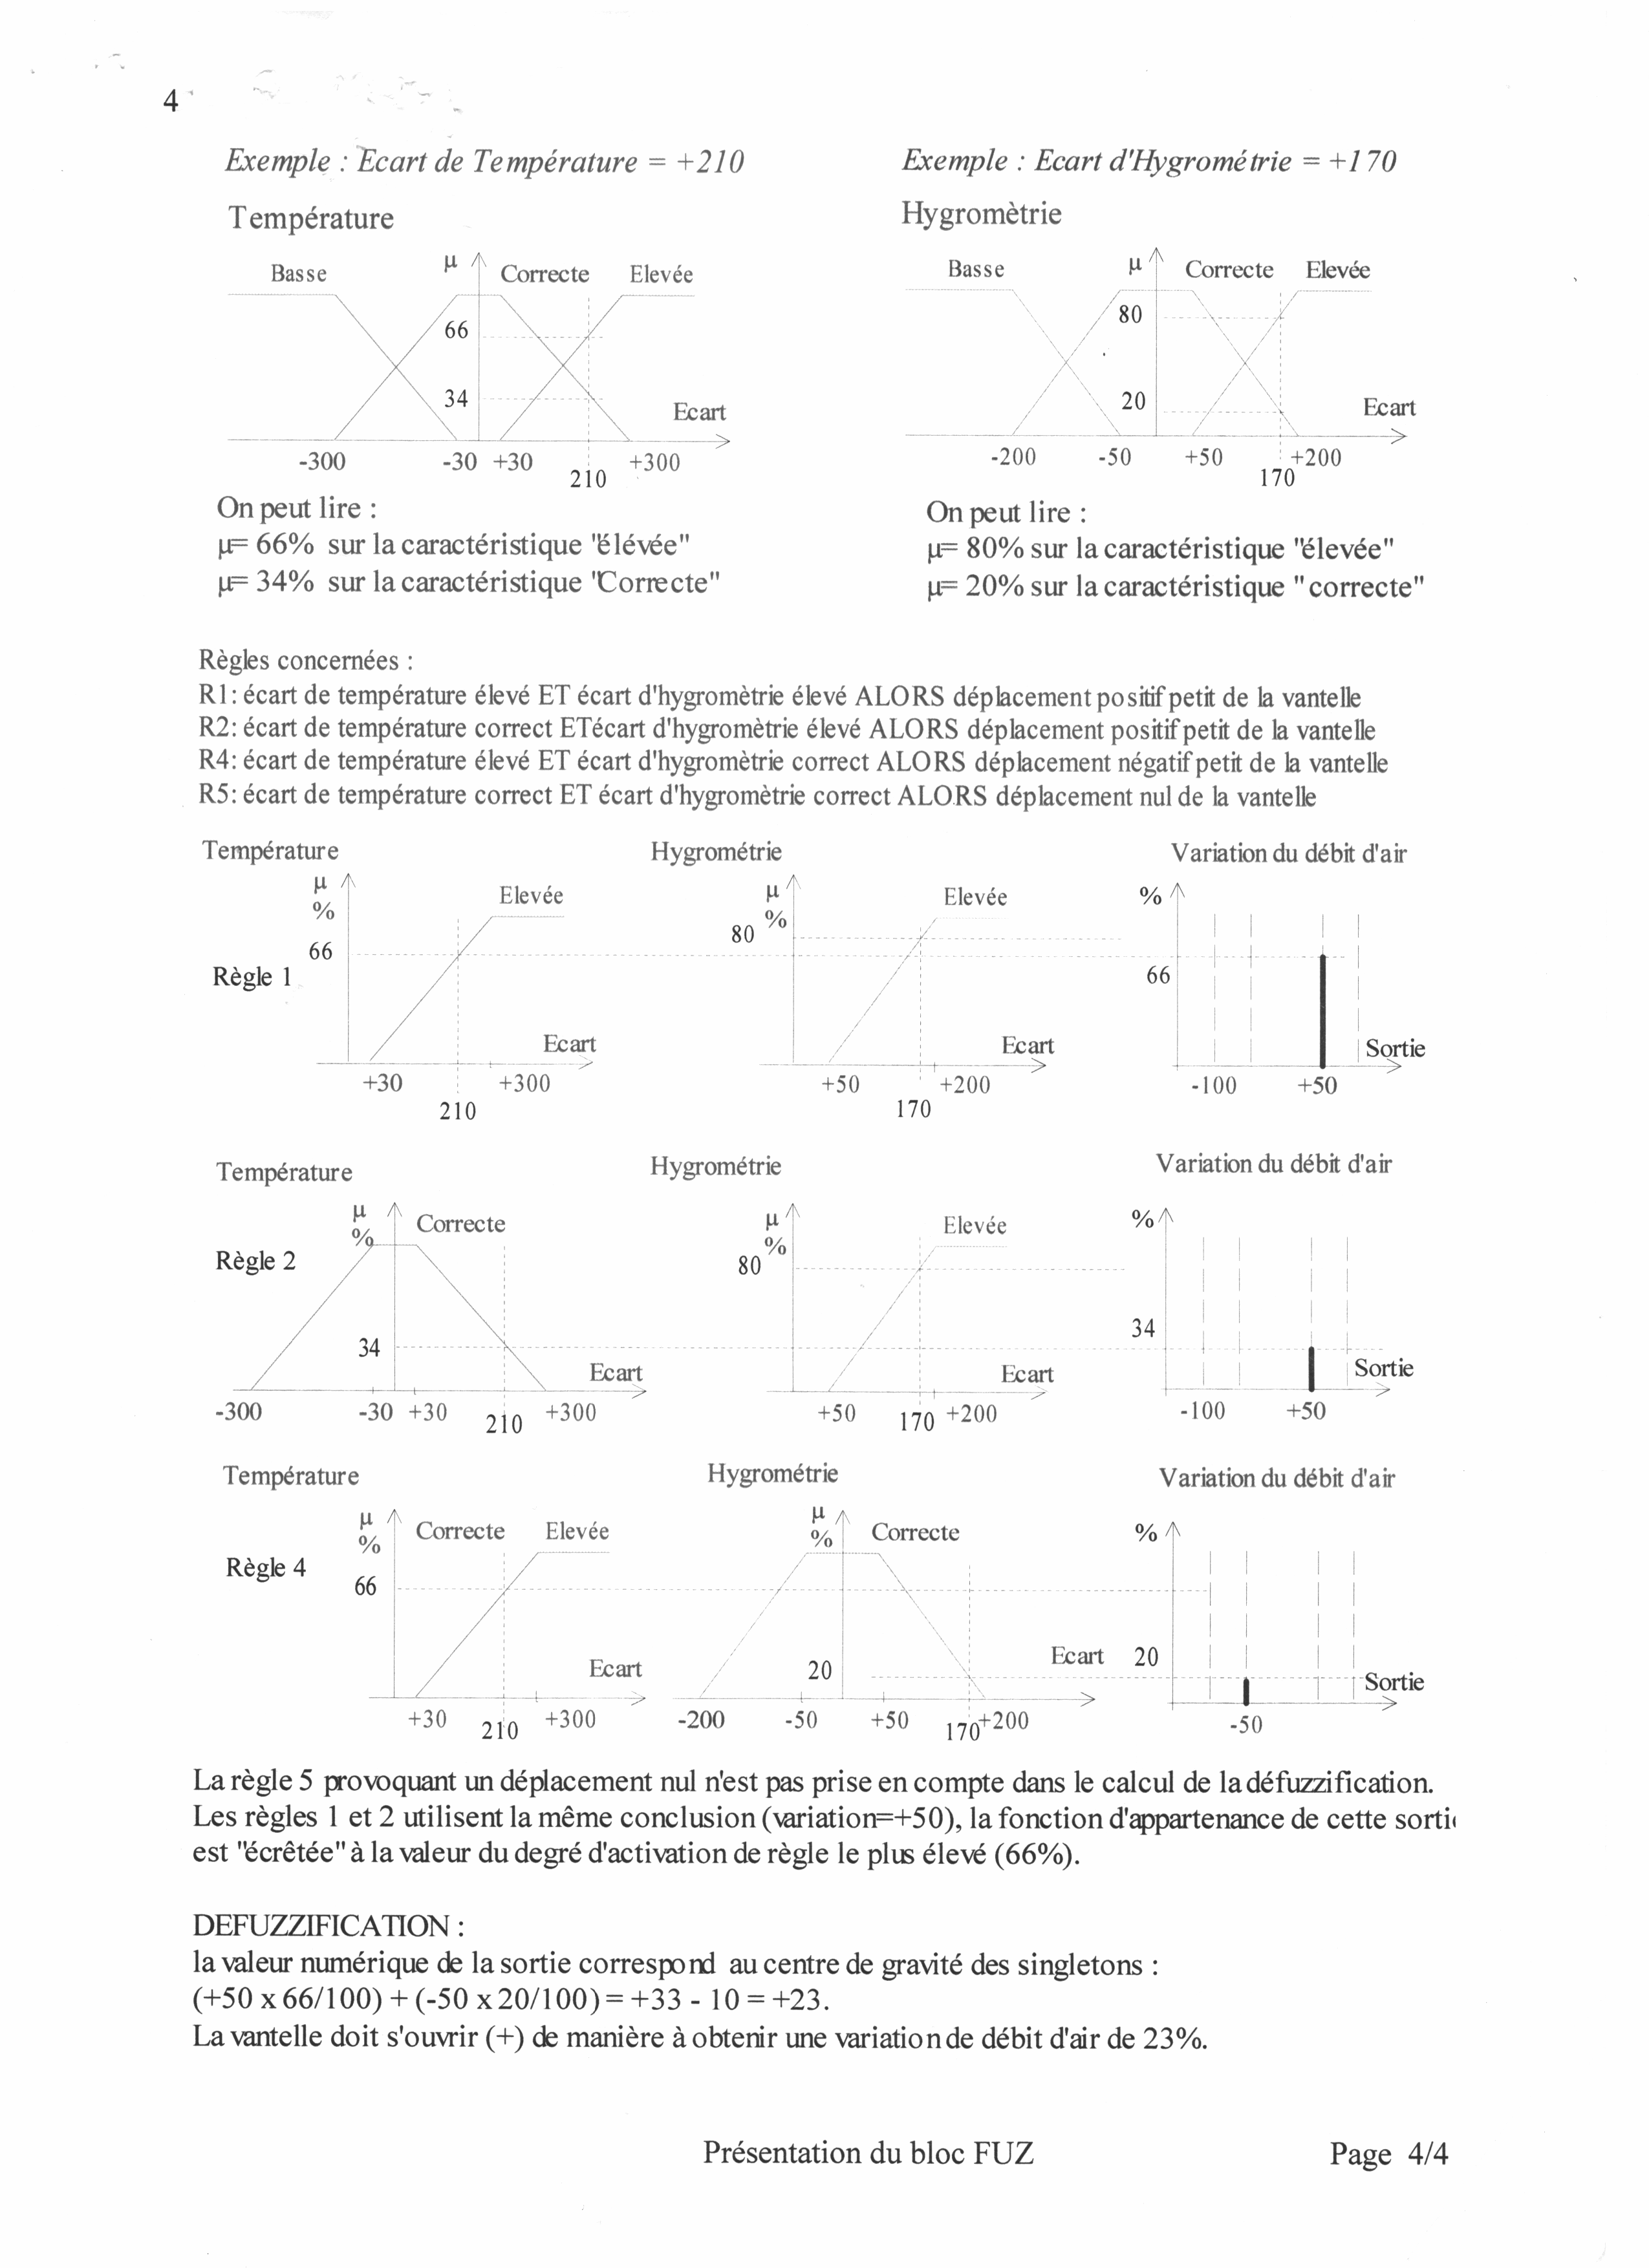 4
Exemple : Ecart de Température = +210
Exemple : Ecart d'Hygrométrie = +170
Température
Hygromètrie
Basse
µ
Correcte
Elevée
66
34
Ecart
-300
-30
+30
210
+300
Basse
µ
Correcte
Elevée
80
20
Ecart
-200
-50
+50
170
+200
On peut lire :
µ= 66% sur la caractéristique "élévée"
µ= 34% sur la caractéristique "Correcte"
On peut lire :
µ= 80% sur la caractéristique "élevée"
µ= 20% sur la caractéristique " correcte"
Règles concernées :
R1: écart de température élevé ET écart d'hygromètrie élevé ALORS déplacement positif petit de la vantelle
R2: écart de température correct ETécart d'hygromètrie élevé ALORS déplacement positif petit de la vantelle
R4: écart de température élevé ET écart d'hygromètrie correct ALORS déplacement négatif petit de la vantelle
R5: écart de température correct ET écart d'hygromètrie correct ALORS déplacement nul de la vantelle
Température
Hygrométrie
Variation du débit d'air
Règle 1
µ
%
66
Elevée
Ecart
+30
210
+300
µ
%
80
Elevée
Ecart
+50
170
+200
%
66
Sortie
-100
+50
Température
Hygrométrie
Variation du débit d'air
Règle 2
µ
%
Correcte
34
Ecart
-300
-30
+30
210
+300
µ
%
80
Elevée
Ecart
+50
170
+200
%
34
Sortie
-100
+50
Température
Hygrométrie
Variation du débit d'air
Règle 4
µ
%
Correcte
Elevée
66
Ecart
+30
210
+300
µ
%
Correcte
20
Ecart
-200
-50
+50
170
+200
%
20
Sortie
-50
La règle 5 provoquant un déplacement nul n'est pas prise en compte dans le calcul de la défuzzification.
Les règles 1 et 2 utilisent la même conclusion (variation=+50), la fonction d'appartenance de cette sorti
est "écrêtée" à la valeur du degré d'activation de règle le plus élevé (66%).
DEFUZZIFICATION :
la valeur numérique de la sortie correspond au centre de gravité des singletons :
(+50 x 66/100) + (-50 x 20/100) = +33 - 10 = +23.
La vantelle doit s'ouvrir (+) de manière à obtenir une variation de débit d'air de 23%.
Présentation du bloc FUZ
Page 4/4